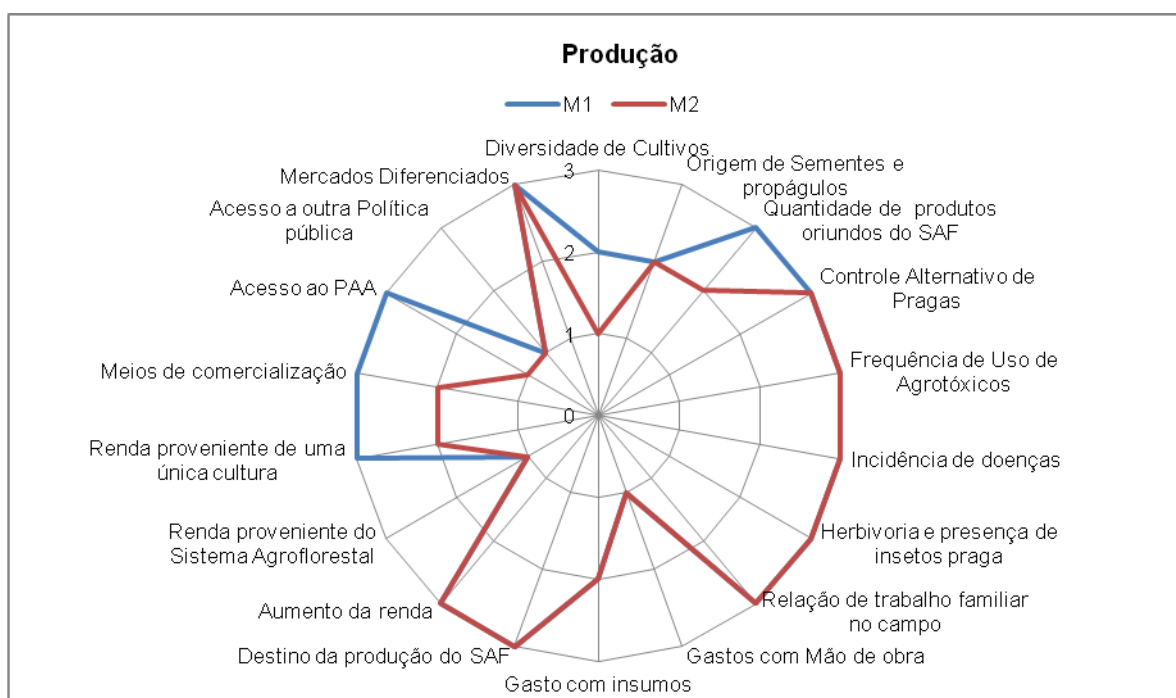 Produção
M1
M2
Diversidade de Cultivos
Origem de Sementes e
propágulos
Quantidade de produtos
oriundos do SAF
Controle Alternativo de
Pragas
Frequência de Uso de
Agrotóxicos
Incidência de doenças
Herbivoria e presença de
insetos praga
Relação de trabalho familiar
no campo
Gastos com Mão de obra
Gasto com insumos
Destino da produção do SAF
Aumento da renda
Renda proveniente do
Sistema Agroflorestal
Renda proveniente de uma
única cultura
Meios de comercialização
Acesso ao PAA
Acesso a outra Política
pública
Mercados Diferenciados
3
2
1
0